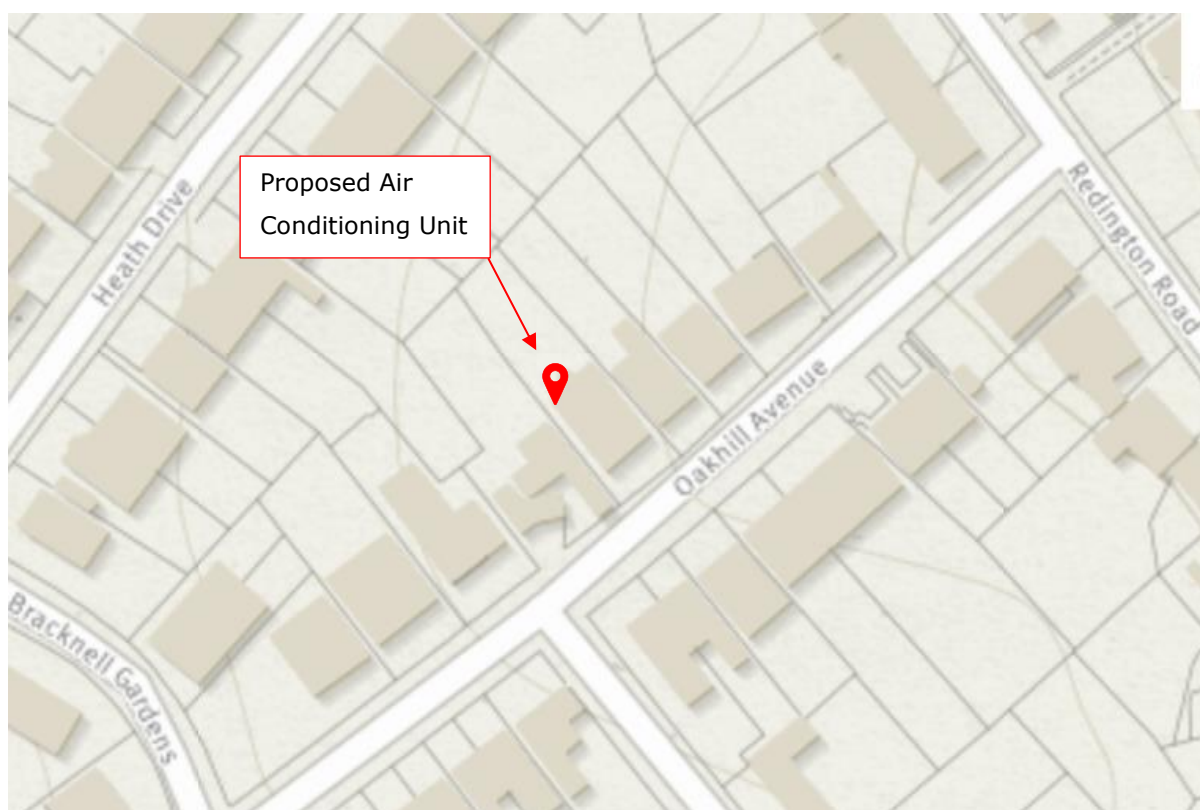 Proposed Air
Conditioning Unit
Heath Drive
Redington Road
Oakhill Avenue
Bracknell Gardens